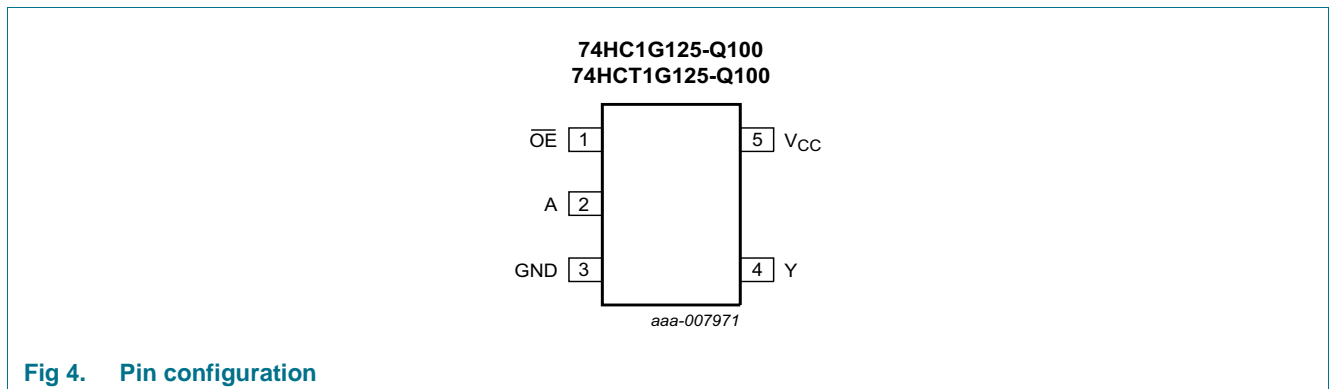 74HC1G125-Q100
74HCT1G125-Q100
OE 1
5 VCC
A 2
GND 3
4 Y
aaa-007971
Fig 4. Pin configuration